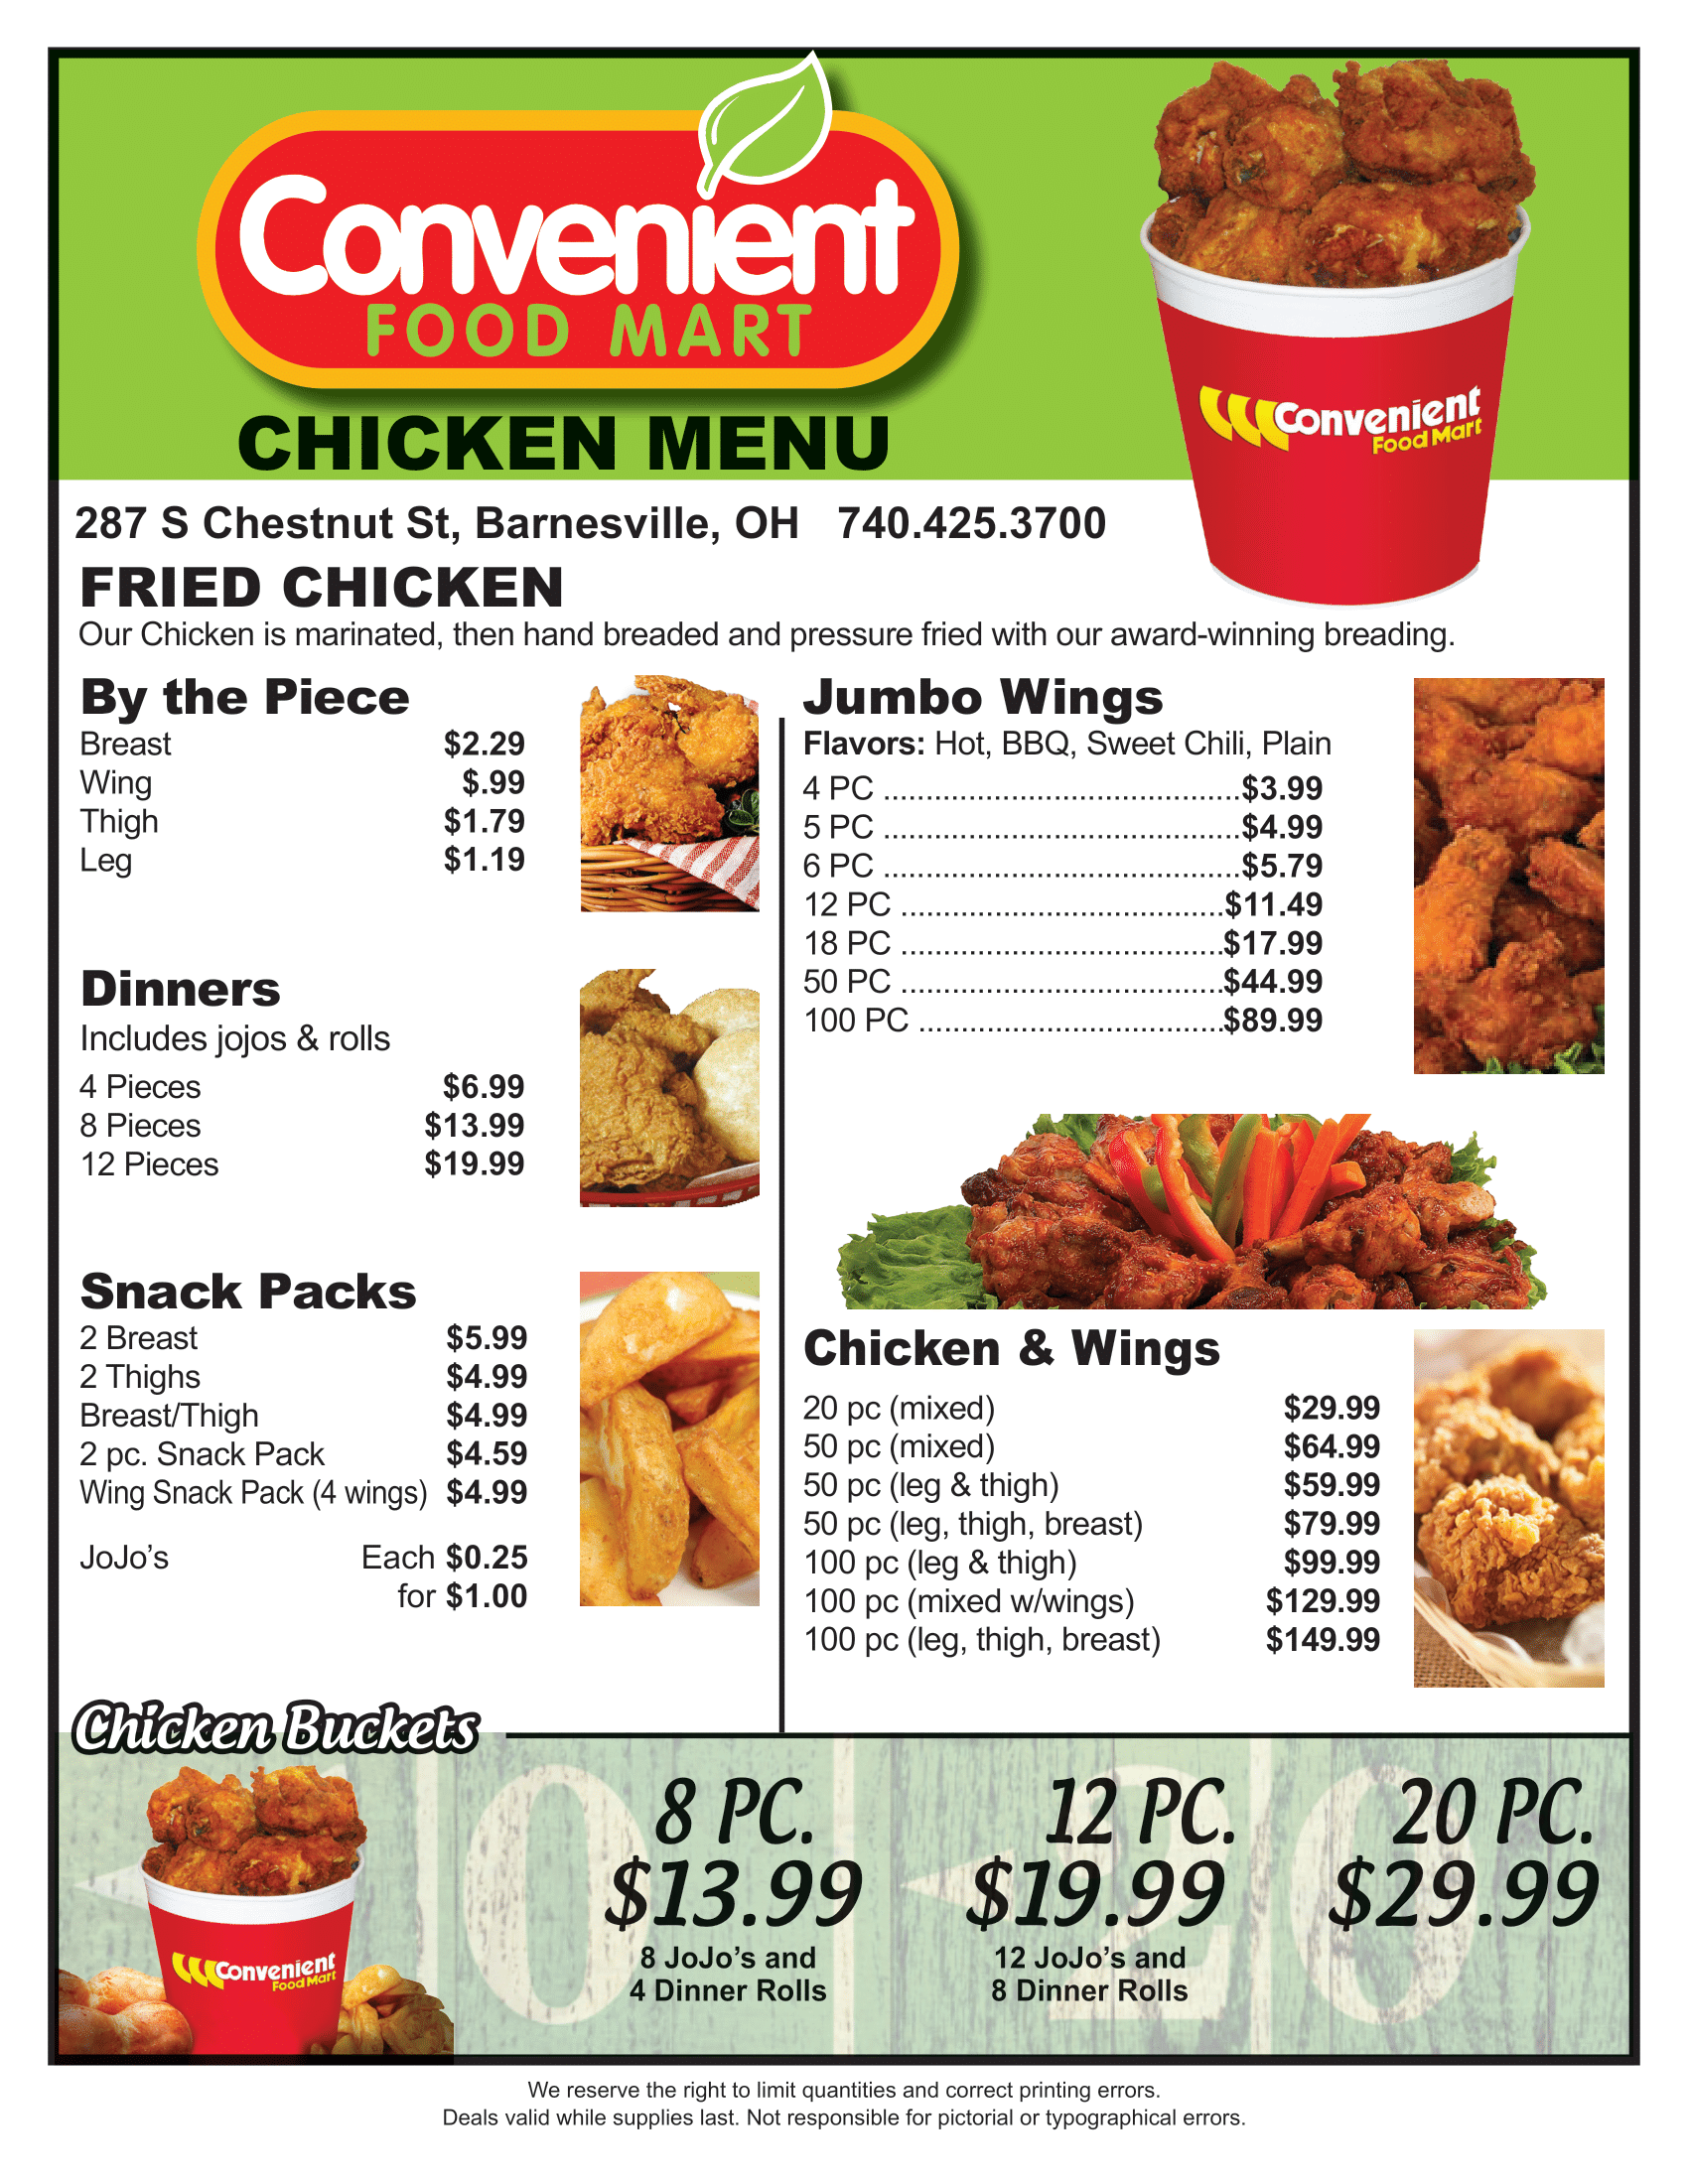 Convenient
FOOD MART
CHICKEN MENU
Convenient
Food Mart
287 S Chestnut St, Barnesville, OH 740.425.3700
FRIED CHICKEN
Our Chicken is marinated, then hand breaded and pressure fried with our award-winning breading.
By the Piece
Breast $2.29
Wing $.99
Thigh $1.79
Leg $1.19
Dinners
Includes jojos & rolls
4 Pieces $6.99
8 Pieces $13.99
12 Pieces $19.99
Snack Packs
2 Breast $5.99
2 Thighs $4.99
Breast/Thigh $4.99
2 pc. Snack Pack $4.59
Wing Snack Pack (4 wings) $4.99
JoJo's Each $0.25
for $1.00
Jumbo Wings
Flavors: Hot, BBQ, Sweet Chili, Plain
4 PC ..........................................$3.99
5 PC ..........................................$4.99
6 PC ..........................................$5.79
12 PC ......................................$11.49
18 PC ......................................$17.99
50 PC ......................................$44.99
100 PC ....................................$89.99
Chicken & Wings
20 pc (mixed) $29.99
50 pc (mixed) $64.99
50 pc (leg & thigh) $59.99
50 pc (leg, thigh, breast) $79.99
100 pc (leg & thigh) $99.99
100 pc (mixed w/wings) $129.99
100 pc (leg, thigh, breast) $149.99
Chicken Buckets
Convenient
Food Mart
8 PC.
$13.99
8 JoJo's and
4 Dinner Rolls
12 PC.
$19.99
12 JoJo's and
8 Dinner Rolls
20 PC.
$29.99
We reserve the right to limit quantities and correct printing errors.
Deals valid while supplies last. Not responsible for pictorial or typographical errors.